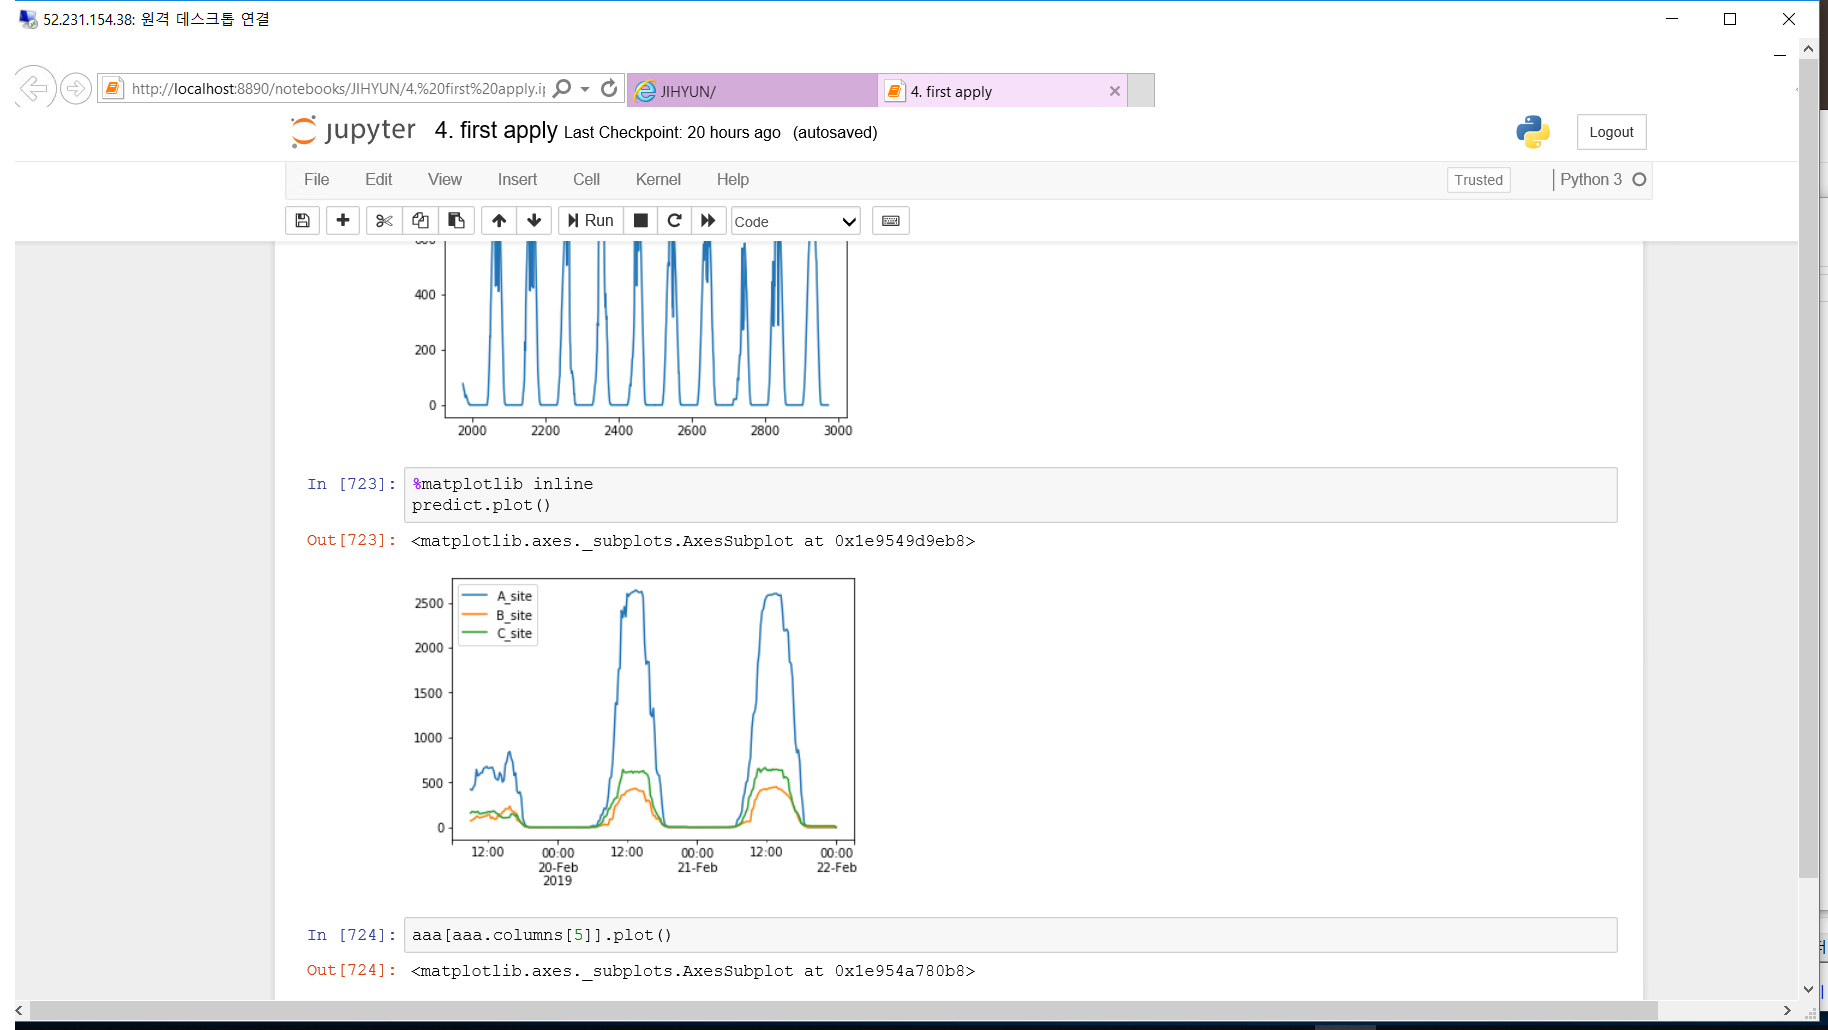 52.231.154.38: 원격 데스크톱 연결
http://localhost:8890/notebooks/JIHYUN/4.%20first%20apply.i
JIHYUN/
4. first apply
jupyter 4. first apply Last Checkpoint: 20 hours ago (autosaved)
Logout
File Edit View Insert Cell Kernel Help
Trusted
Python 3
Run
Code
400
200
0
2000 2200 2400 2600 2800 3000
In [723]: %matplotlib inline
predict.plot()
Out[723]: <matplotlib.axes._subplots.AxesSubplot at 0x1e9549d9eb8>
A_site
B_site
C_site
2500
2000
1500
1000
500
0
12:00 00:00 12:00 00:00 12:00 00:00
20-Feb 21-Feb 22-Feb
2019
In [724]: aaa[aaa.columns[5]].plot()
Out[724]: <matplotlib.axes._subplots.AxesSubplot at 0x1e954a780b8>